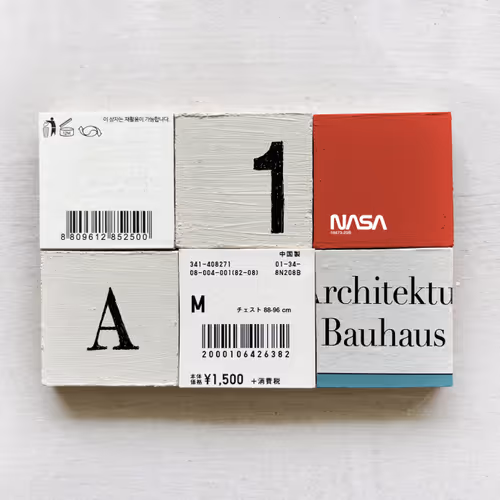 이 상자는 재활용이 가능합니다.
8 809612 852500
1
NASA
A
中国製
341-408271 01-34-
08-004-001(82-08) 8N208B
M チェスト 88-96 cm
2000106426382
本体価格 ¥1,500 +消費税
Architektu
Bauhaus